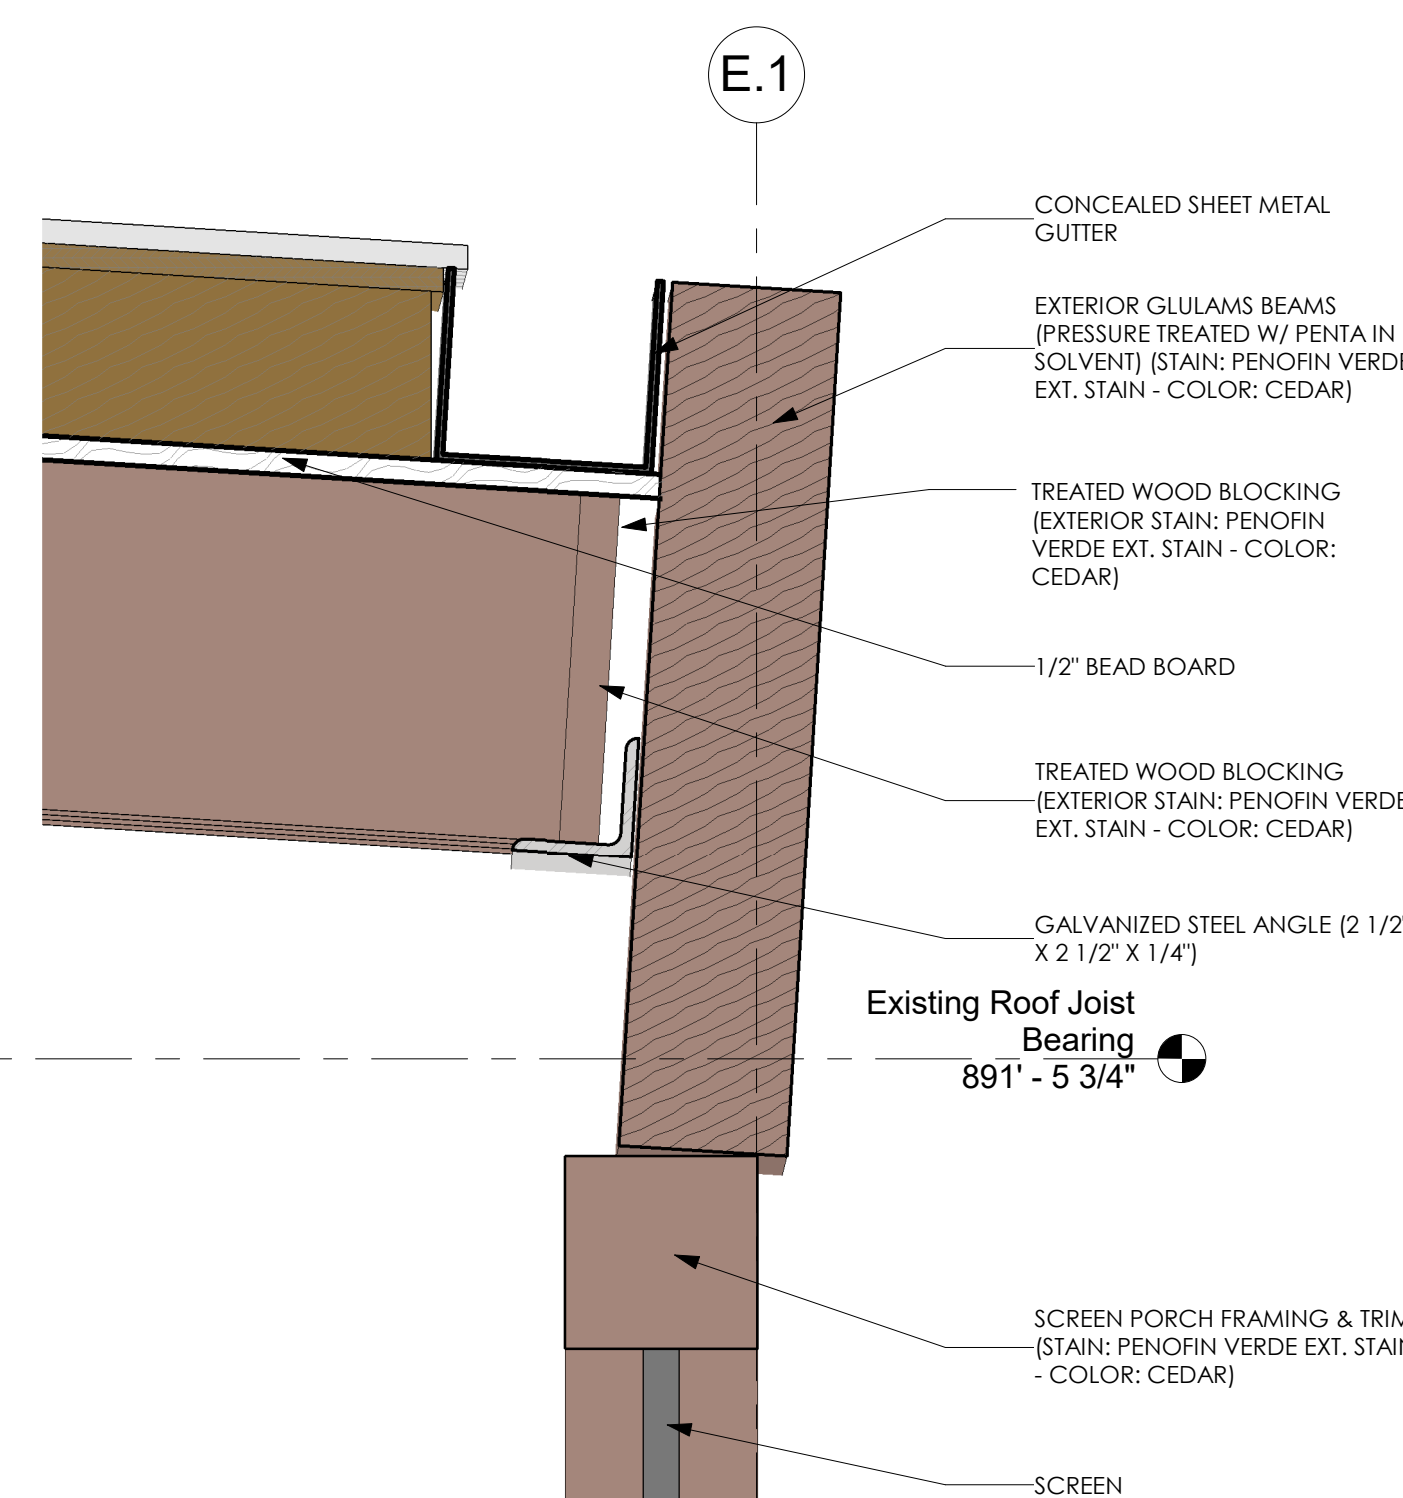 E.1
CONCEALED SHEET METAL
GUTTER
EXTERIOR GLULAMS BEAMS
(PRESSURE TREATED W/ PENTA IN
SOLVENT) (STAIN: PENOFIN VERDE
EXT. STAIN - COLOR: CEDAR)
TREATED WOOD BLOCKING
(EXTERIOR STAIN: PENOFIN
VERDE EXT. STAIN - COLOR:
CEDAR)
1/2" BEAD BOARD
TREATED WOOD BLOCKING
(EXTERIOR STAIN: PENOFIN VERDE
EXT. STAIN - COLOR: CEDAR)
GALVANIZED STEEL ANGLE (2 1/2"
X 2 1/2" X 1/4")
Existing Roof Joist
Bearing
891' - 5 3/4"
SCREEN PORCH FRAMING & TRIM
(STAIN: PENOFIN VERDE EXT. STAIN
- COLOR: CEDAR)
SCREEN